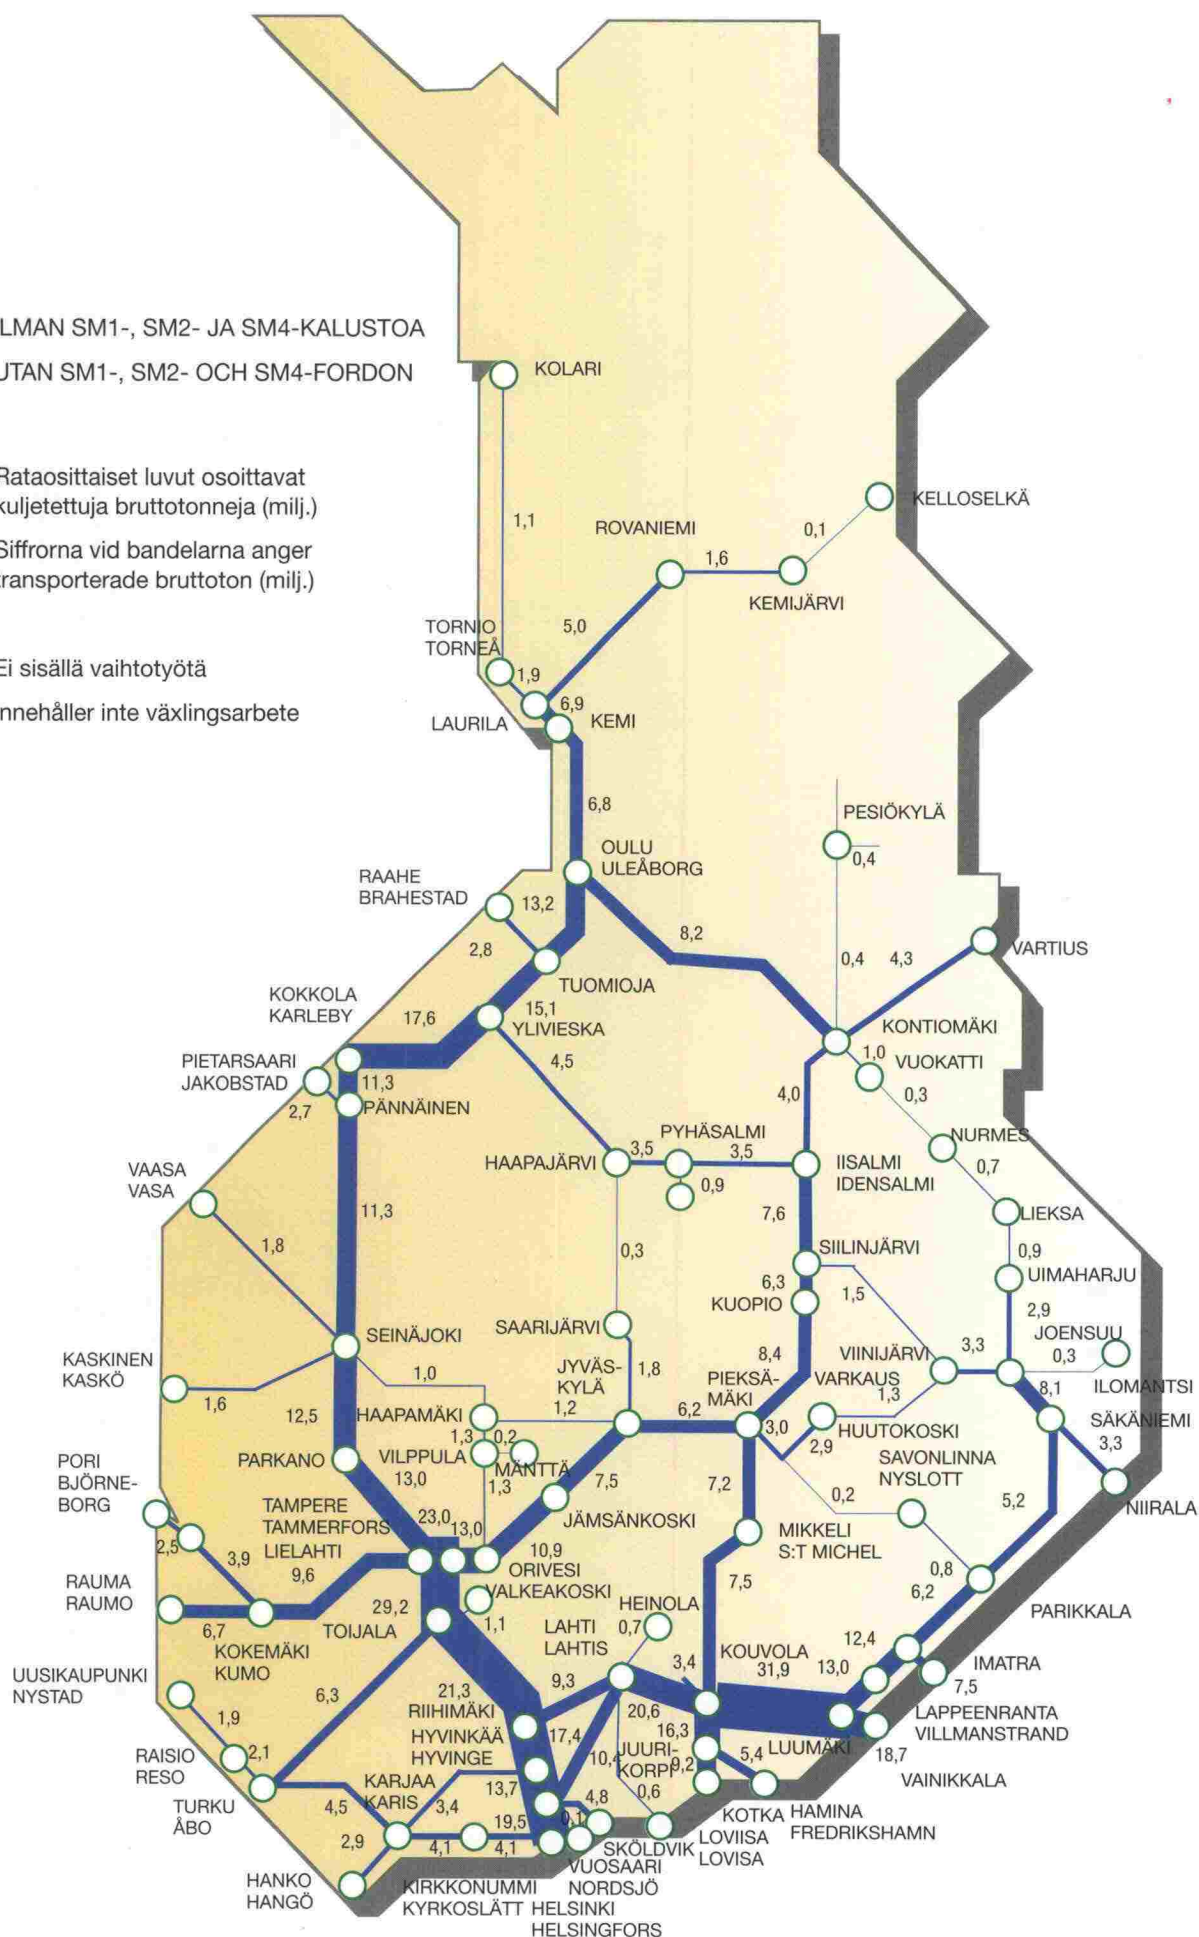 LMAN SM1-, SM2- JA SM4-KALUSTOA
UTAN SM1-, SM2- OCH SM4-FORDON
Rataosittaiset luvut osoittavat
kuljetettuja bruttotonneja (milj.)
Siffrorna vid bandelarna anger
transporterade bruttoton (milj.)
Ei sisällä vaihtotyötä
nnehåller inte växlingsarbete
KOLARI
1,1
KELLOSELKÄ
0,1
ROVANIEMI
1,6
KEMIJÄRVI
5,0
TORNIO
TORNEÅ
1,9
LAURILA
6,9
KEMI
6,8
PESIÖKYLÄ
0,4
OULU
ULEÅBORG
RAAHE
BRAHESTAD
13,2
2,8
8,2
0,4
4,3
VARTIUS
TUOMIOJA
KOKKOLA
KARLEBY
17,6
15,1
YLIVIESKA
KONTIOMÄKI
1,0
VUOKATTI
PIETARSAARI
JAKOBSTAD
11,3
2,7
PÄNNÄINEN
4,5
4,0
0,3
NURMES
0,7
HAAPAJÄRVI
3,5
PYHÄSALMI
3,5
0,9
IISALMI
IDENSALMI
VAASA
VASA
11,3
1,8
7,6
LIEKSA
0,9
0,3
SIILINJÄRVI
6,3
KUOPIO
1,5
UIMAHARJU
2,9
SEINÄJOKI
SAARIJÄRVI
JOENSUU
0,3
ILOMANTSI
KASKINEN
KASKÖ
1,6
1,0
JYVÄS-
KYLÄ
1,8
8,4
VIINIJÄRVI
3,3
8,1
PIEKSÄ-
MÄKI
VARKAUS
1,3
12,5
HAAPAMÄKI
1,2
6,2
3,0
HUUTOKOSKI
2,9
SÄKÄNIEMI
3,3
NIIRALA
PARKANO
VILPPULA
1,3
0,2
MÄNTTÄ
1,3
7,5
7,2
SAVONLINNA
NYSLOTT
5,2
PORI
BJÖRNE-
BORG
13,0
TAMPERE
TAMMERFORS
LIELAHTI
23,0
13,0
JÄMSÄNKOSKI
0,2
2,5
3,9
9,6
ORIVESI
10,9
MIKKELI
S:T MICHEL
0,8
6,2
RAUMA
RAUMO
6,7
KOKEMÄKI
KUMO
29,2
TOIJALA
VALKEAKOSKI
1,1
7,5
HEINOLA
0,7
PARIKKALA
LAHTI
LAHTIS
3,4
KOUVOLA
31,9
12,4
13,0
IMATRA
7,5
UUSIKAUPUNKI
NYSTAD
1,9
6,3
21,3
9,3
20,6
LAPPEENRANTA
VILLMANSTRAND
RIIHIMÄKI
HYVINKÄÄ
HYVINGE
17,4
16,3
LUUMÄKI
18,7
VAINIKKALA
RAISIO
RESO
2,1
10,4
JUURI-
KORPI
9,2
5,4
TURKU
ÅBO
4,5
KARJAA
KARIS
13,7
3,4
4,8
0,6
KOTKA
HAMINA
FREDRIKSHAMN
19,5
0,1
2,9
4,1
4,1
SKÖLDVIK
LOVIISA
LOVISA
VUOSAARI
NORDSJÖ
HANKO
HANGÖ
KIRKKONUMMI
KYRKOSLÄTT
HELSINKI
HELSINGFORS